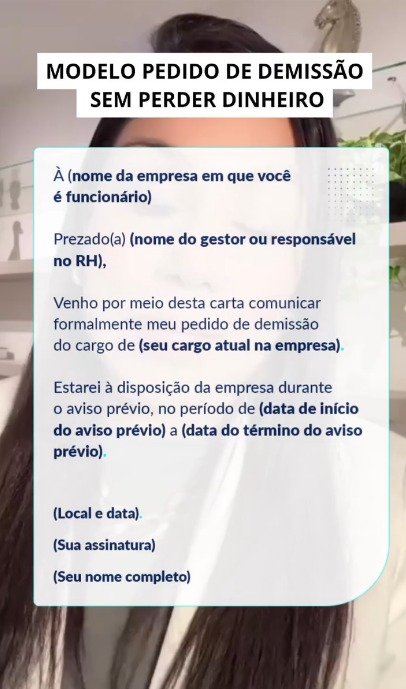 MODELO PEDIDO DE DEMISSÃO
SEM PERDER DINHEIRO
À (nome da empresa em que você
é funcionário)
Prezado(a) (nome do gestor ou responsável
no RH),
Venho por meio desta carta comunicar
formalmente meu pedido de demissão
do cargo de (seu cargo atual na empresa).
Estarei à disposição da empresa durante
o aviso prévio, no período de (data de início
do aviso prévio) a (data do término do aviso
prévio).
(Local e data).
(Sua assinatura)
(Seu nome completo)